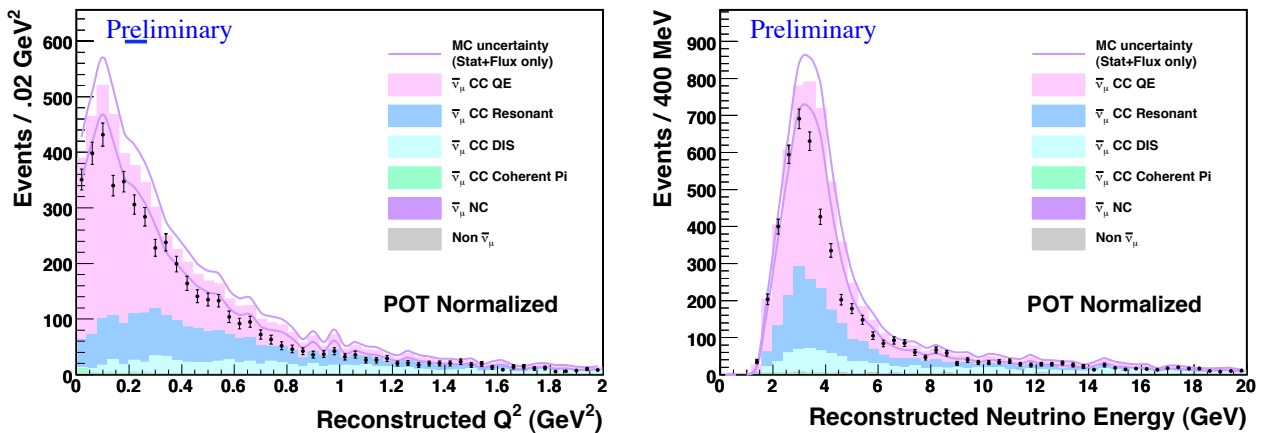 Preliminary
Events / .02 GeV²
600
500
400
300
200
100
0
MC uncertainty
(Stat+Flux only)
ν̅μ CC QE
ν̅μ CC Resonant
ν̅μ CC DIS
ν̅μ CC Coherent Pi
ν̅μ NC
Non ν̅μ
POT Normalized
0 0.2 0.4 0.6 0.8 1 1.2 1.4 1.6 1.8 2
Reconstructed Q² (GeV²)
Preliminary
Events / 400 MeV
900
800
700
600
500
400
300
200
100
0
MC uncertainty
(Stat+Flux only)
ν̅μ CC QE
ν̅μ CC Resonant
ν̅μ CC DIS
ν̅μ CC Coherent Pi
ν̅μ NC
Non ν̅μ
POT Normalized
0 2 4 6 8 10 12 14 16 18 20
Reconstructed Neutrino Energy (GeV)